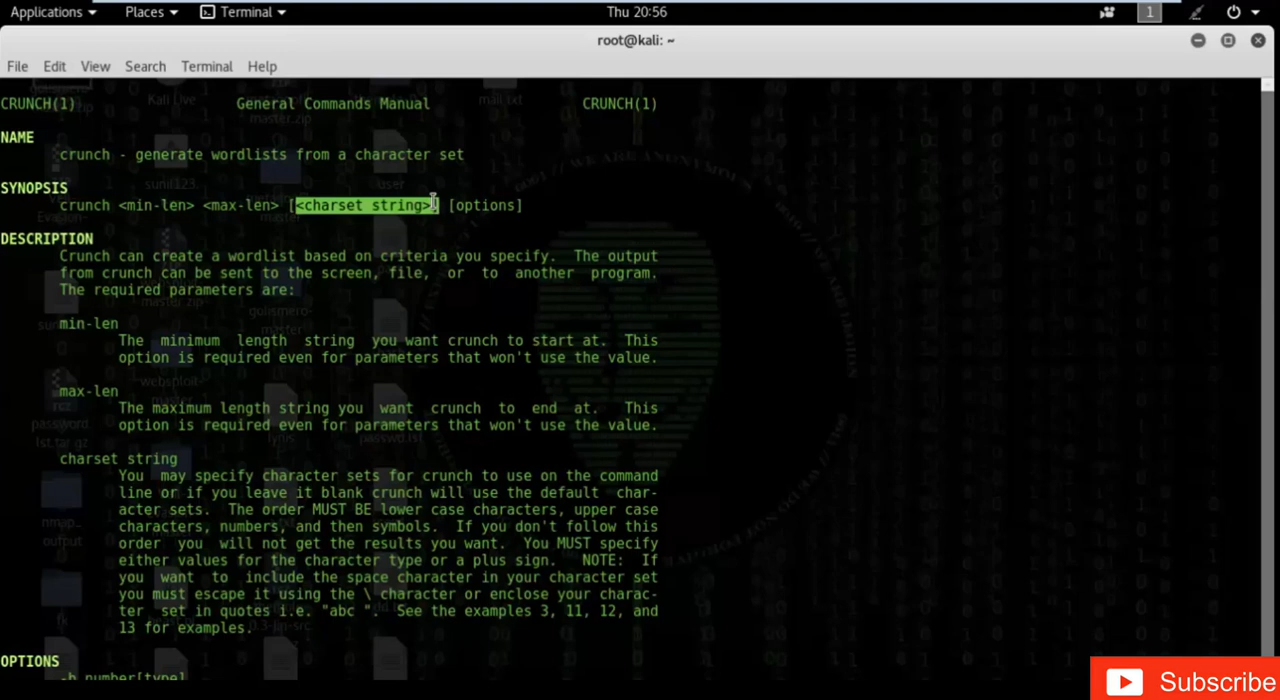 Applications Places Terminal Thu 20:56 1
root@kali: ~
File Edit View Search Terminal Help
CRUNCH(1) General Commands Manual CRUNCH(1)
NAME
crunch - generate wordlists from a character set
SYNOPSIS
crunch <min-len> <max-len> [<charset string>] [options]
DESCRIPTION
Crunch can create a wordlist based on criteria you specify. The output
from crunch can be sent to the screen, file, or to another program.
The required parameters are:
min-len
The minimum length string you want crunch to start at. This
option is required even for parameters that won't use the value.
max-len
The maximum length string you want crunch to end at. This
option is required even for parameters that won't use the value.
charset string
You may specify character sets for crunch to use on the command
line or if you leave it blank crunch will use the default char-
acter sets. The order MUST BE lower case characters, upper case
characters, numbers, and then symbols. If you don't follow this
order you will not get the results you want. You MUST specify
either values for the character type or a plus sign. NOTE: If
you want to include the space character in your character set
you must escape it using the \ character or enclose your charac-
ter set in quotes i.e. "abc ". See the examples 3, 11, 12, and
13 for examples.
OPTIONS
-b number[type]
Subscribe